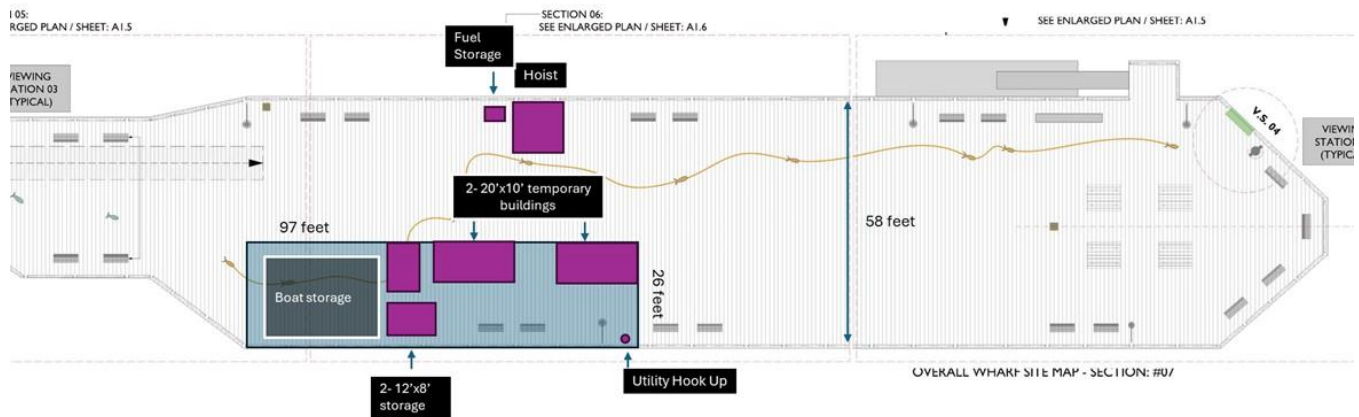 05:
ARGED PLAN / SHEET: A1.5
SECTION 06:
SEE ENLARGED PLAN / SHEET: A1.6
SEE ENLARGED PLAN / SHEET: A1.5
Fuel
Storage
Hoist
VIEWING
STATION 03
(TYPICAL)
V.S. 04
VIEWIN
STATION
(TYPIC
2- 20'x10' temporary
buildings
97 feet
58 feet
26 feet
Boat storage
2- 12'x8'
storage
Utility Hook Up
OVERALL WHARF SITE MAP - SECTION: #07